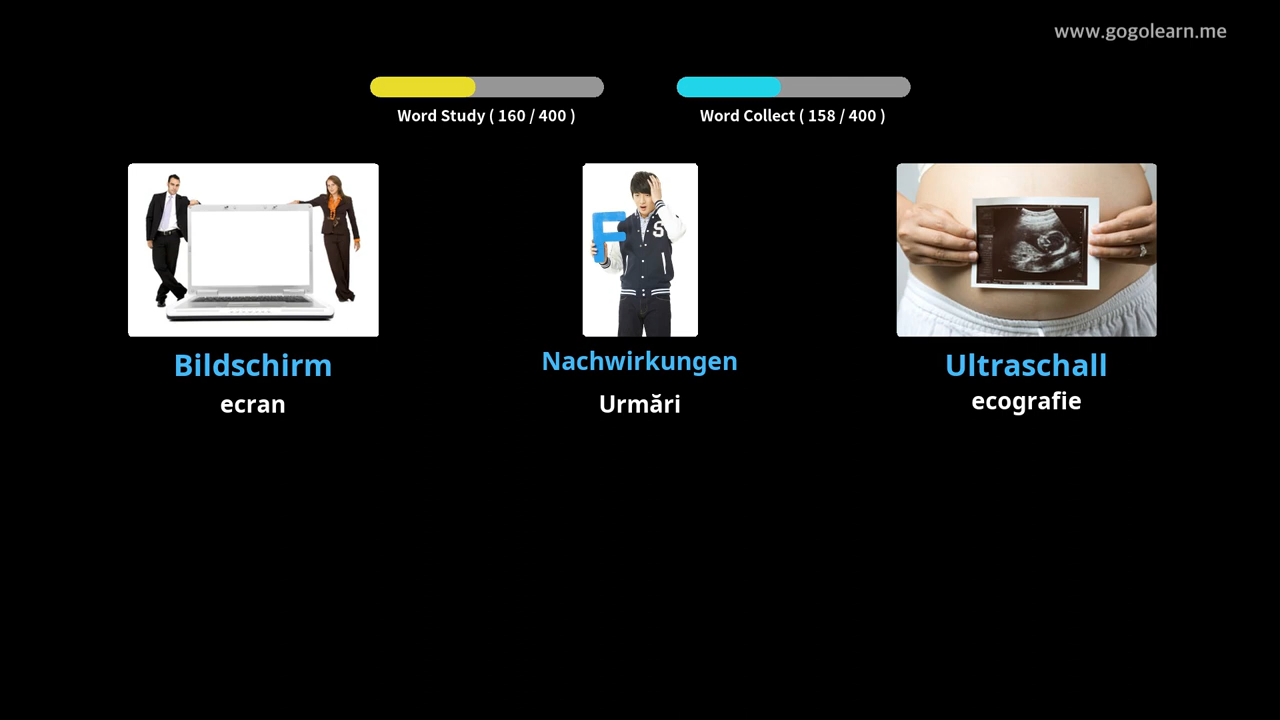 www.gogolearn.me
Word Study ( 160 / 400 )
Word Collect ( 158 / 400 )
F
S
Bildschirm
Nachwirkungen
Ultraschall
ecran
Urmări
ecografie